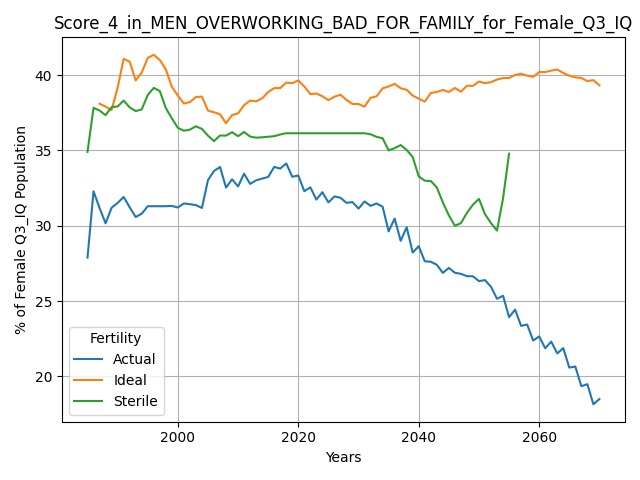 Score_4_in_MEN_OVERWORKING_BAD_FOR_FAMILY_for_Female_Q3_IQ
% of Female Q3_IQ Population
40
35
30
25
20
Fertility
Actual
Ideal
Sterile
2000
2020
2040
2060
Years